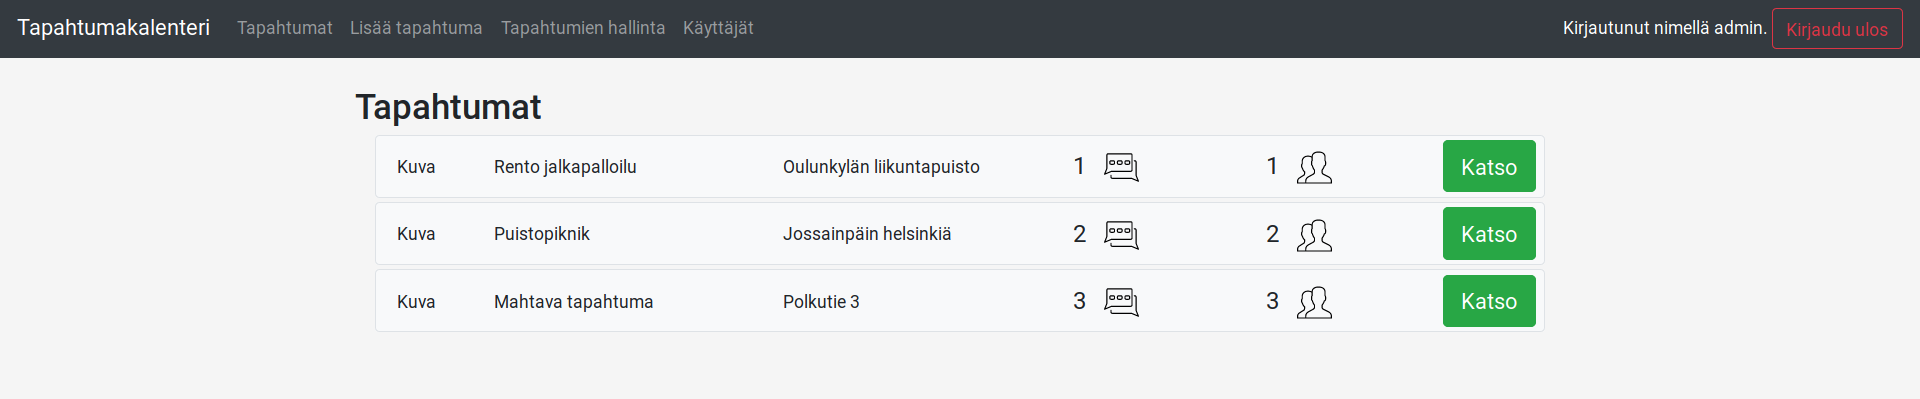 Tapahtumakalenteri Tapahtumat Lisää tapahtuma Tapahtumien hallinta Käyttäjät Kirjautunut nimellä admin. Kirjaudu ulos
Tapahtumat
Kuva Rento jalkapalloilu Oulunkylän liikuntapuisto 1 1 Katso
Kuva Puistopiknik Jossainpäin helsinkiä 2 2 Katso
Kuva Mahtava tapahtuma Polkutie 3 3 3 Katso